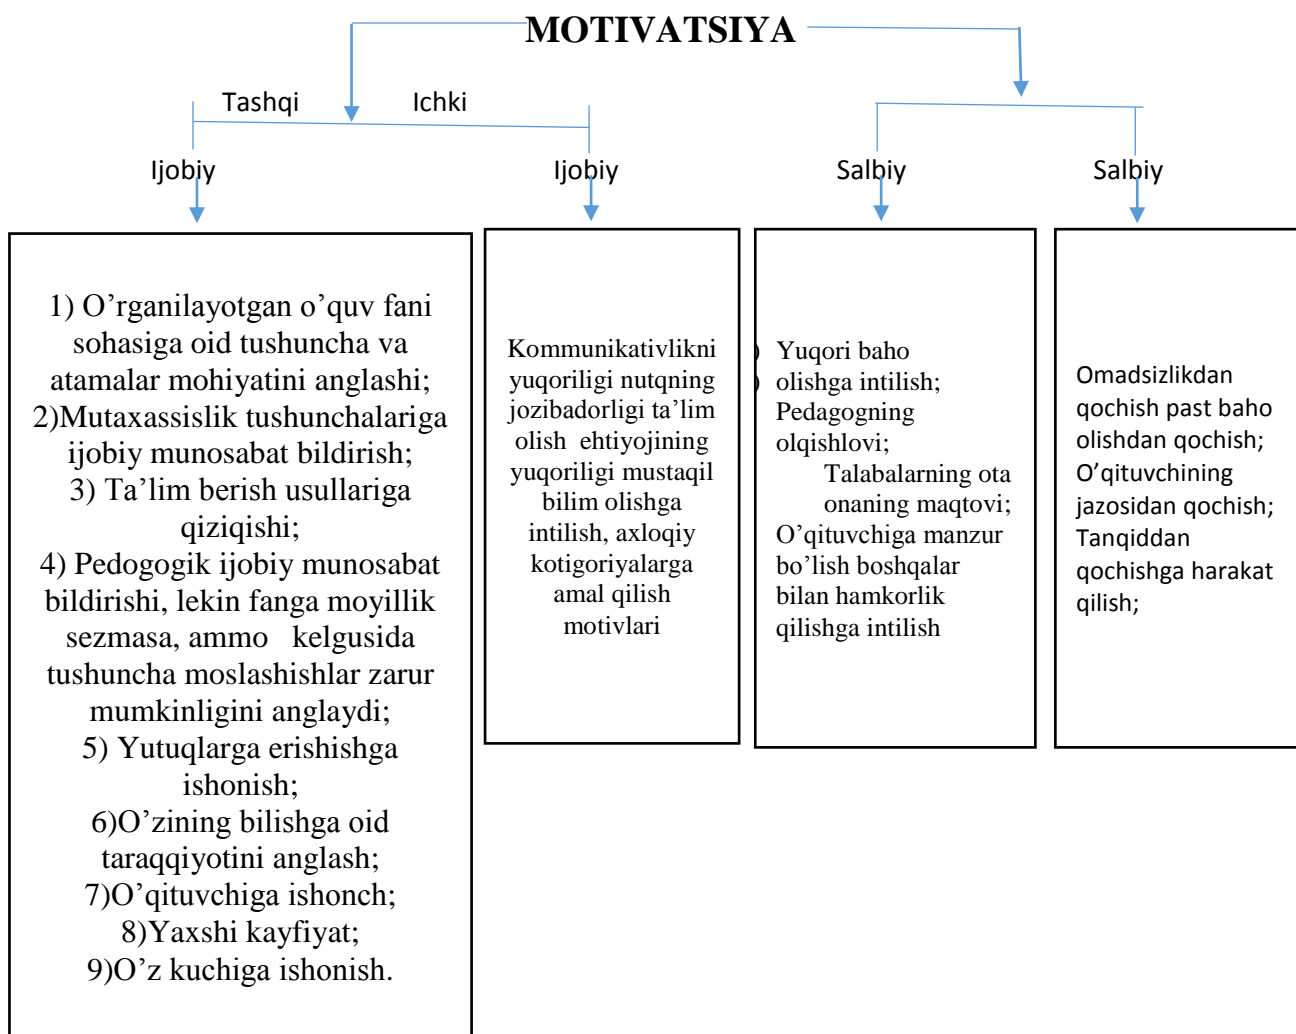 MOTIVATSIYA
Tashqi Ichki
Ijobiy Ijobiy Salbiy Salbiy
1) O’rganilayotgan o’quv fani
sohasiga oid tushuncha va
atamalar mohiyatini anglashi;
2)Mutaxassislik tushunchalariga
ijobiy munosabat bildirish;
3) Ta’lim berish usullariga
qiziqishi;
4) Pedogogik ijobiy munosabat
bildirishi, lekin fanga moyillik
sezmasa, ammo kelgusida
tushuncha moslashishlar zarur
mumkinligini anglaydi;
5) Yutuqlarga erishishga
ishonish;
6)O’zining bilishga oid
taraqqiyotini anglash;
7)O’qituvchiga ishonch;
8)Yaxshi kayfiyat;
9)O’z kuchiga ishonish.
Kommunikativlikni
yuqoriligi nutqning
jozibadorligi ta’lim
olish ehtiyojining
yuqoriligi mustaqil
bilim olishga
intilish, axloqiy
kotigoriyalarga
amal qilish
motivlari
) Yuqori baho
) olishga intilish;
Pedagogning
olqishlovi;
Talabalarning ota
onaning maqtovi;
O’qituvchiga manzur
bo’lish boshqalar
bilan hamkorlik
qilishga intilish
Omadsizlikdan
qochish past baho
olishdan qochish;
O’qituvchining
jazosidan qochish;
Tanqiddan
qochishga harakat
qilish;